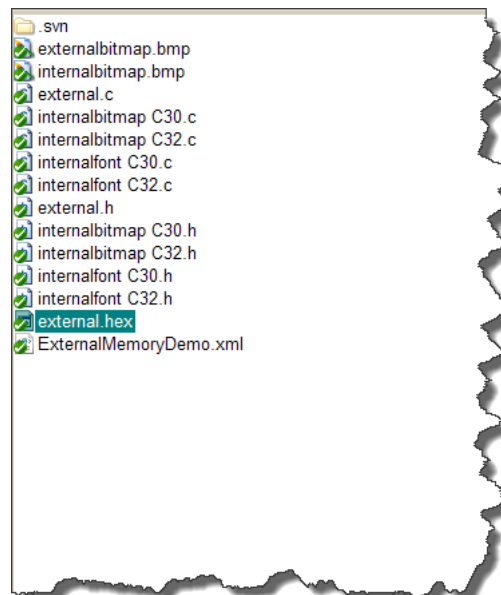 .svn
externalbitmap.bmp
internalbitmap.bmp
external.c
internalbitmap C30.c
internalbitmap C32.c
internalfont C30.c
internalfont C32.c
external.h
internalbitmap C30.h
internalbitmap C32.h
internalfont C30.h
internalfont C32.h
external.hex
ExternalMemoryDemo.xml